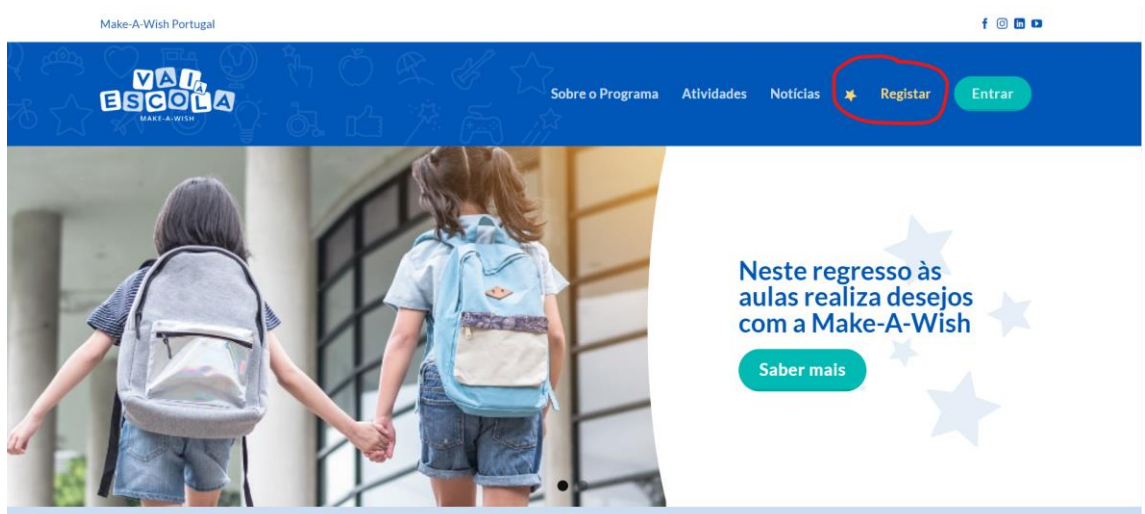 Make-A-Wish Portugal
VAI À
ESCOLA
MAKE-A-WISH
Sobre o Programa Atividades Notícias Registar Entrar
Neste regresso às
aulas realiza desejos
com a Make-A-Wish
Saber mais